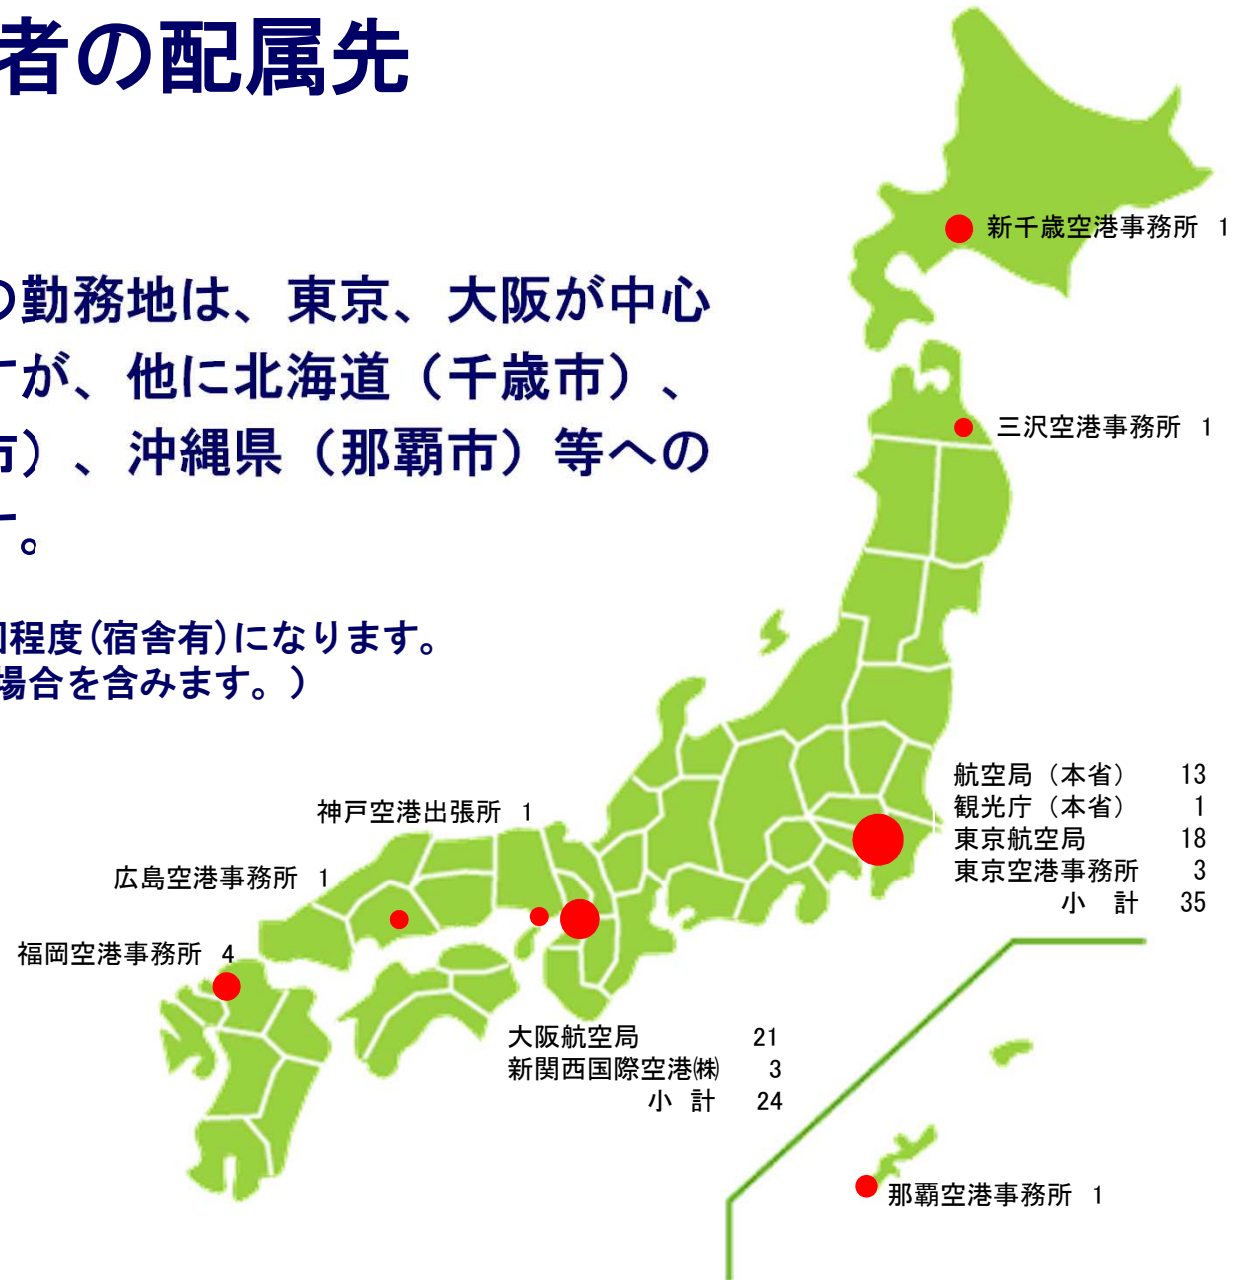 者の配属先
の勤務地は、東京、大阪が中心
すが、他に北海道（千歳市）、
市）、沖縄県（那覇市）等への
す。
回程度(宿舎有)になります。
場合を含みます。）
新千歳空港事務所 1
三沢空港事務所 1
航空局（本省） 13
観光庁（本省） 1
東京航空局 18
東京空港事務所 3
小 計 35
神戸空港出張所 1
広島空港事務所 1
福岡空港事務所 4
大阪航空局 21
新関西国際空港㈱ 3
小 計 24
那覇空港事務所 1